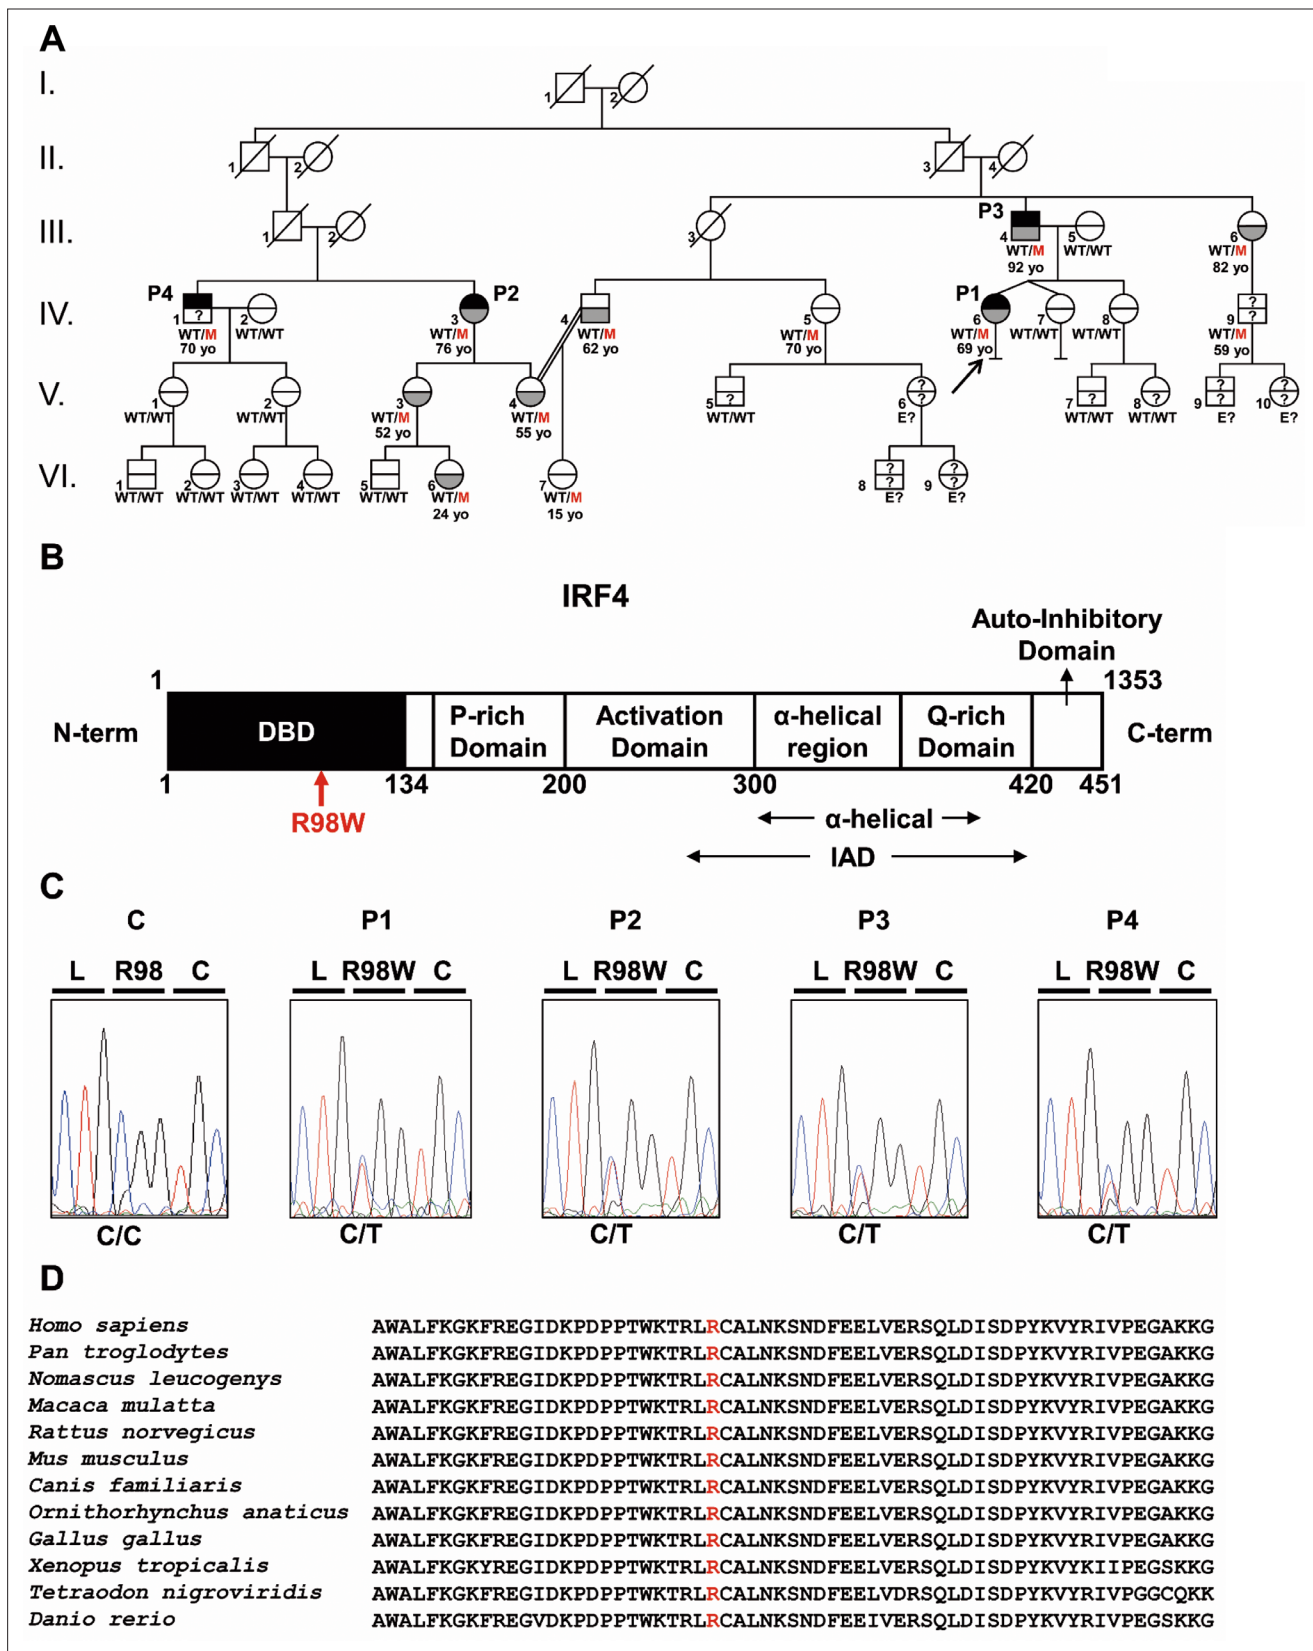 A
I.
1 2
II.
1 2 3 4
III.
1 2 3 P3 4 5 6
WT/M WT/WT WT/M
92 yo 82 yo
IV.
P4 1 ? 2 3 P2 4 5 P1 6 7 8 9 ?
WT/M WT/WT WT/M WT/M WT/M WT/M WT/WT WT/WT WT/M
70 yo 76 yo 62 yo 70 yo 69 yo 59 yo
V.
1 2 3 4 5 ? 6 ? ? 7 ? 8 ? 9 ? ? 10 ? ?
WT/WT WT/WT WT/M WT/M WT/WT E? WT/WT WT/WT E? E?
52 yo 55 yo
VI.
1 2 3 4 5 6 7 8 ? ? 9 ? ?
WT/WT WT/WT WT/WT WT/WT WT/WT WT/M WT/M E? E?
24 yo 15 yo
B
IRF4
Auto-Inhibitory
Domain
1 1353
N-term DBD P-rich Domain Activation Domain α-helical region Q-rich Domain C-term
1 134 200 300 420 451
R98W
α-helical
IAD
C
C P1 P2 P3 P4
L R98 C L R98W C L R98W C L R98W C L R98W C
C/C C/T C/T C/T C/T
D
Homo sapiens AWALFKGKFREGIDKPDPPTWKTRLRCALNKSNDFEELVERSQLDISDPYKVYRIVPEGAKKG
Pan troglodytes AWALFKGKFREGIDKPDPPTWKTRLRCALNKSNDFEELVERSQLDISDPYKVYRIVPEGAKKG
Nomascus leucogenys AWALFKGKFREGIDKPDPPTWKTRLRCALNKSNDFEELVERSQLDISDPYKVYRIVPEGAKKG
Macaca mulatta AWALFKGKFREGIDKPDPPTWKTRLRCALNKSNDFEELVERSQLDISDPYKVYRIVPEGAKKG
Rattus norvegicus AWALFKGKFREGIDKPDPPTWKTRLRCALNKSNDFEELVERSQLDISDPYKVYRIVPEGAKKG
Mus musculus AWALFKGKFREGIDKPDPPTWKTRLRCALNKSNDFEELVERSQLDISDPYKVYRIVPEGAKKG
Canis familiaris AWALFKGKFREGIDKPDPPTWKTRLRCALNKSNDFEELVERSQLDISDPYKVYRIVPEGAKKG
Ornithorhynchus anaticus AWALFKGKFREGIDKPDPPTWKTRLRCALNKSNDFEELVERSQLDISDPYKVYRIVPEGAKKG
Gallus gallus AWALFKGKFREGIDKPDPPTWKTRLRCALNKSNDFEELVERSQLDISDPYKVYRIVPEGAKKG
Xenopus tropicalis AWALFKGKYREGIDKPDPPTWKTRLRCALNKSNDFEELVERSQLDISDPYKVYKIIPEGSKKG
Tetraodon nigroviridis AWALFKGKFREGIDKPDPPTWKTRLRCALNKSNDFEELVDRSQLDISDPYKVYRIVPGGCQKK
Danio rerio AWALFKGKFREGVDKPDPPTWKTRLRCALNKSNDFEEIVERSQLDISDPYKVYRIVPEGSKKG